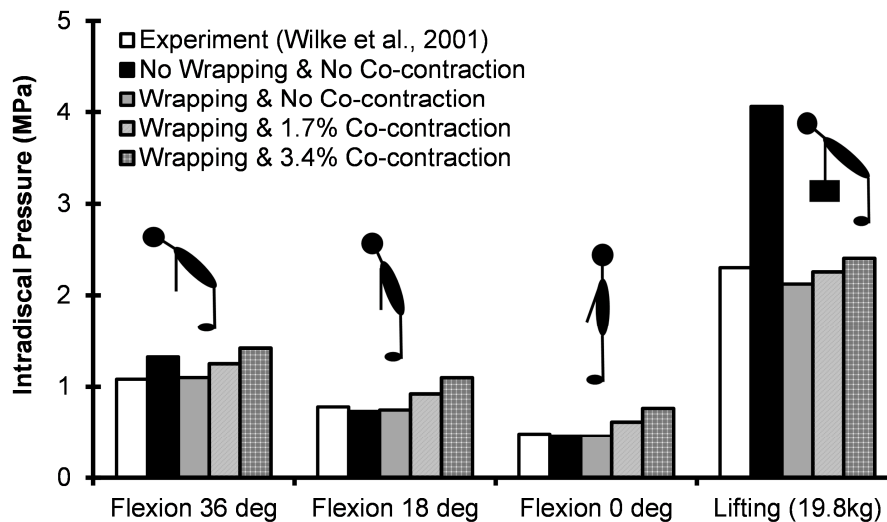 5
4
3
2
1
0
Intradiscal Pressure (MPa)
Experiment (Wilke et al., 2001)
No Wrapping & No Co-contraction
Wrapping & No Co-contraction
Wrapping & 1.7% Co-contraction
Wrapping & 3.4% Co-contraction
Flexion 36 deg
Flexion 18 deg
Flexion 0 deg
Lifting (19.8kg)